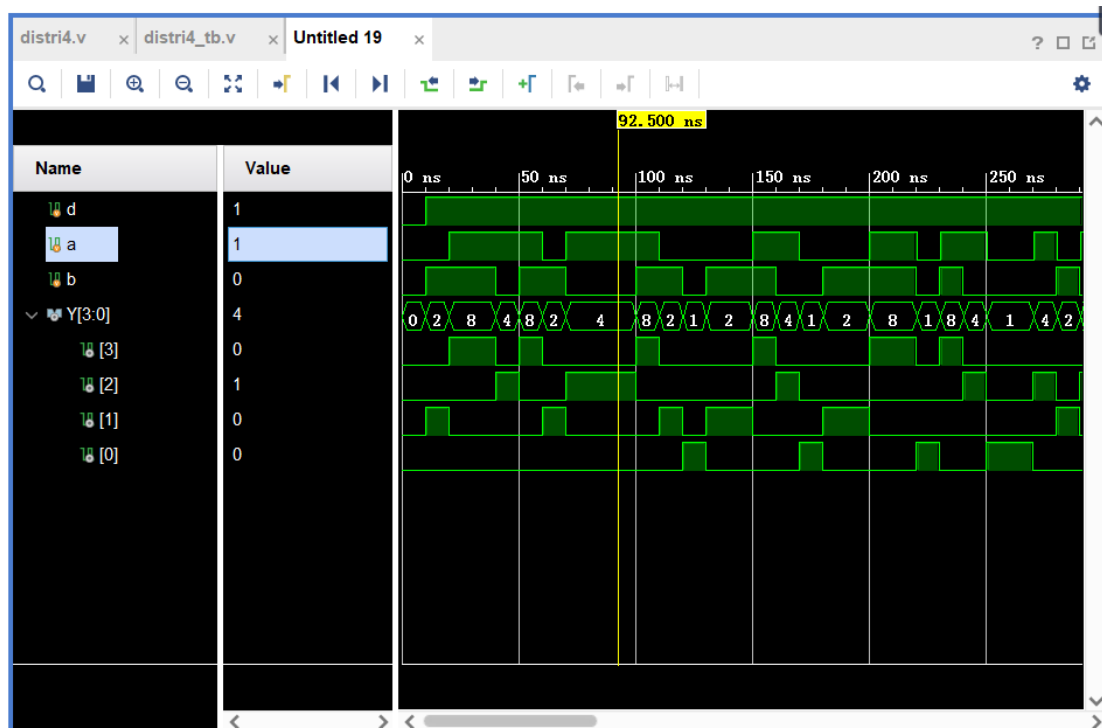 distri4.v × distri4_tb.v × Untitled 19 ×
?
92.500 ns
Name Value
0 ns 50 ns 100 ns 150 ns 200 ns 250 ns
d 1
a 1
b 0
Y[3:0] 4 0 2 8 4 8 2 4 8 2 1 2 8 4 1 2 8 1 8 4 1 4 2
[3] 0
[2] 1
[1] 0
[0] 0